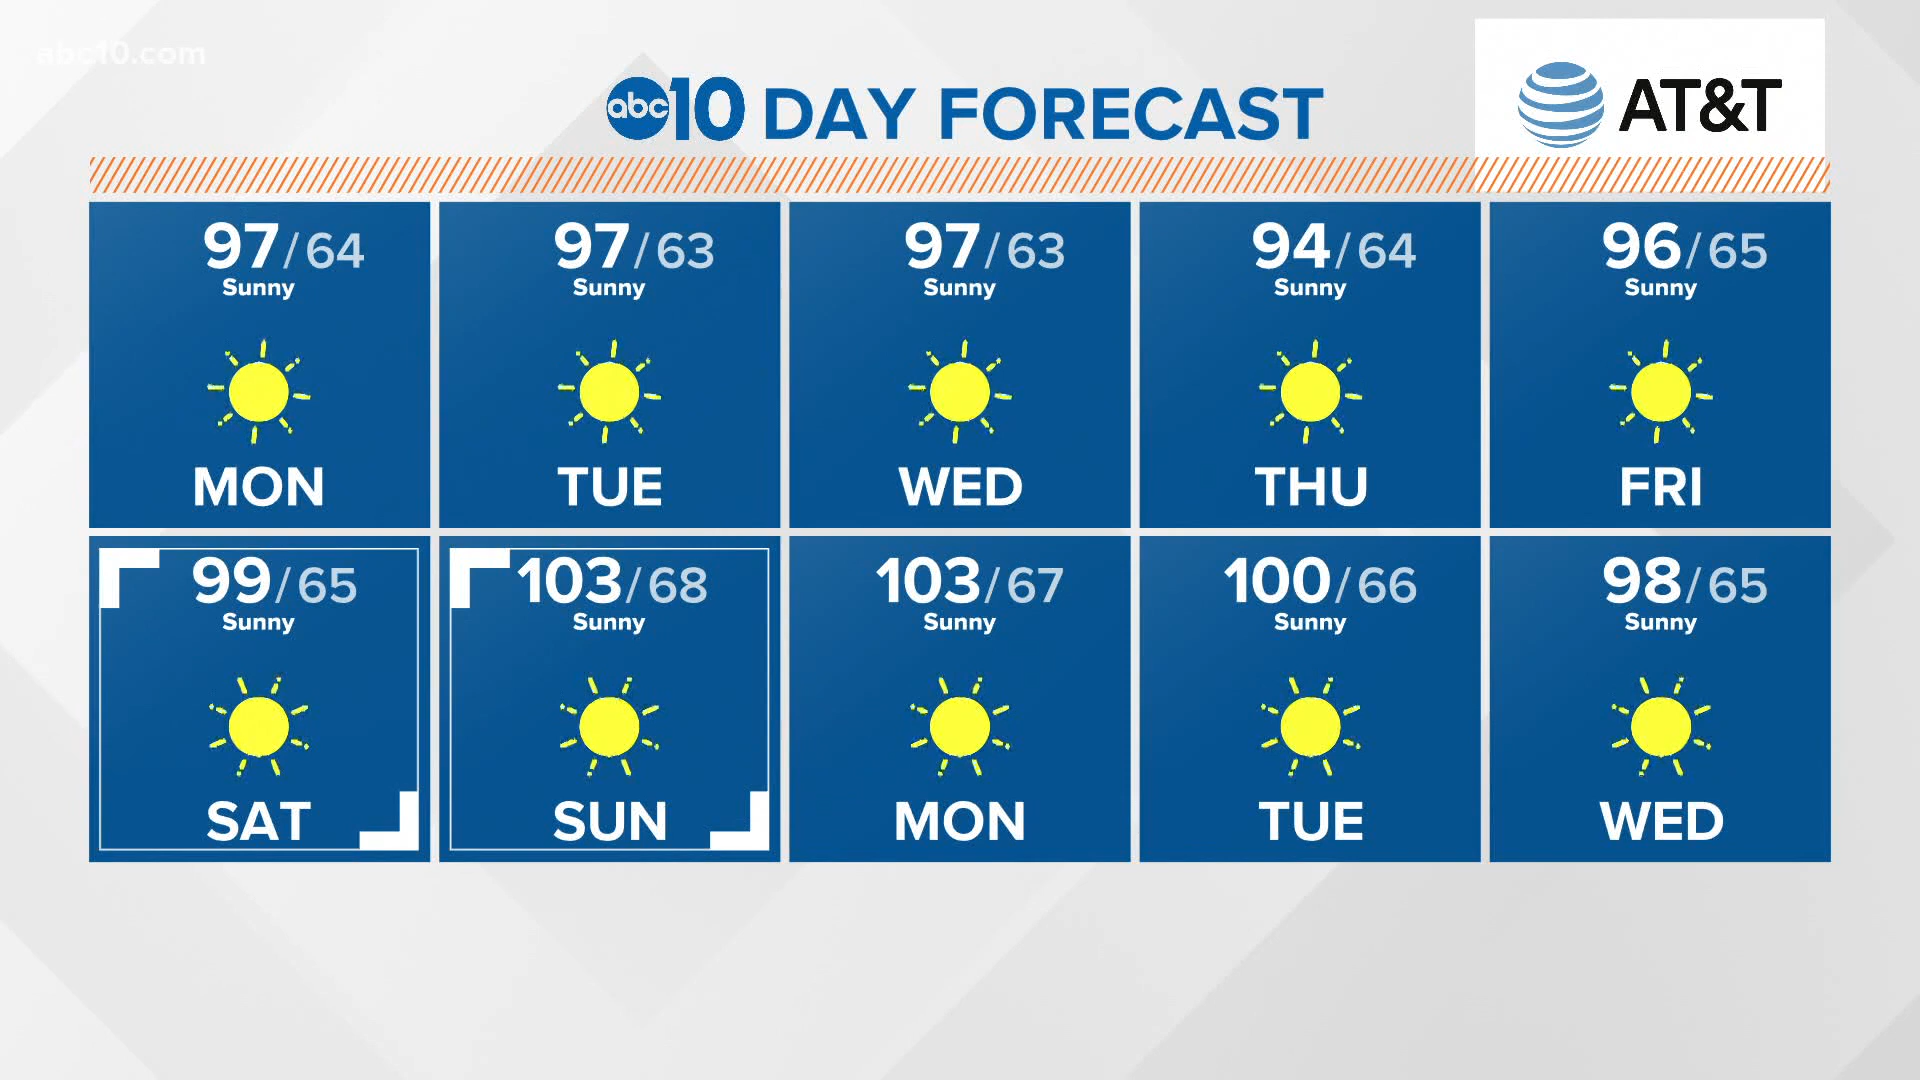 abc10.com
abc10 DAY FORECAST
AT&T
97/64 97/63 97/63 94/64 96/65
Sunny Sunny Sunny Sunny Sunny
MON TUE WED THU FRI
99/65 103/68 103/67 100/66 98/65
Sunny Sunny Sunny Sunny Sunny
SAT SUN MON TUE WED